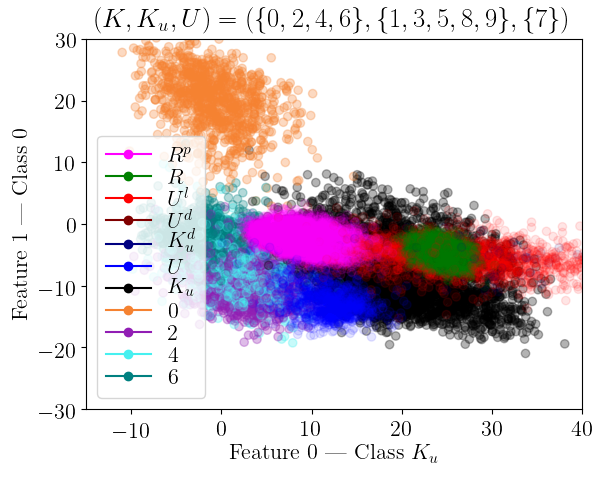 (K, K_u, U) = ({0, 2, 4, 6}, {1, 3, 5, 8, 9}, {7})
Feature 1 — Class 0
30
20
10
0
−10
−20
−30
R^p
R
U^l
U^d
K_u^d
U
K_u
0
2
4
6
−10
0
10
20
30
40
Feature 0 — Class K_u